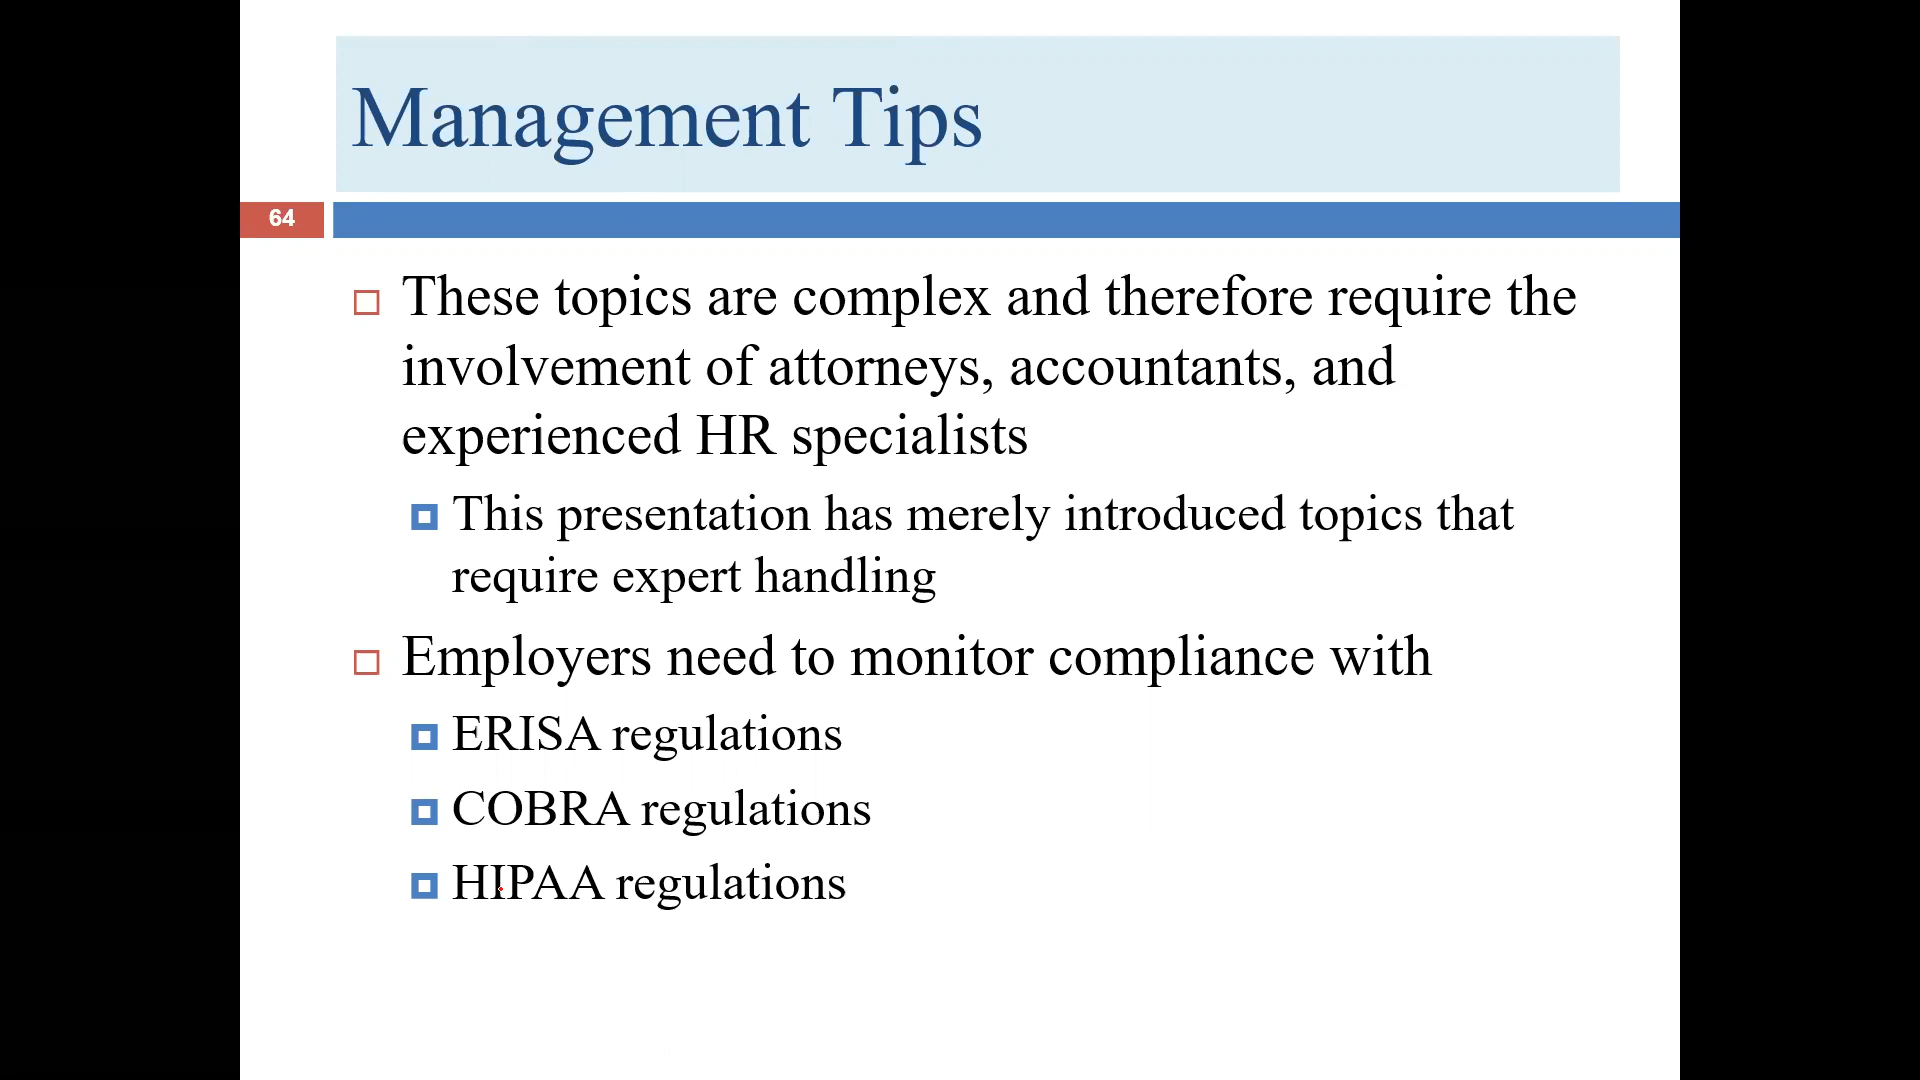 Management Tips
64
These topics are complex and therefore require the
involvement of attorneys, accountants, and
experienced HR specialists
This presentation has merely introduced topics that
require expert handling
Employers need to monitor compliance with
ERISA regulations
COBRA regulations
HIPAA regulations